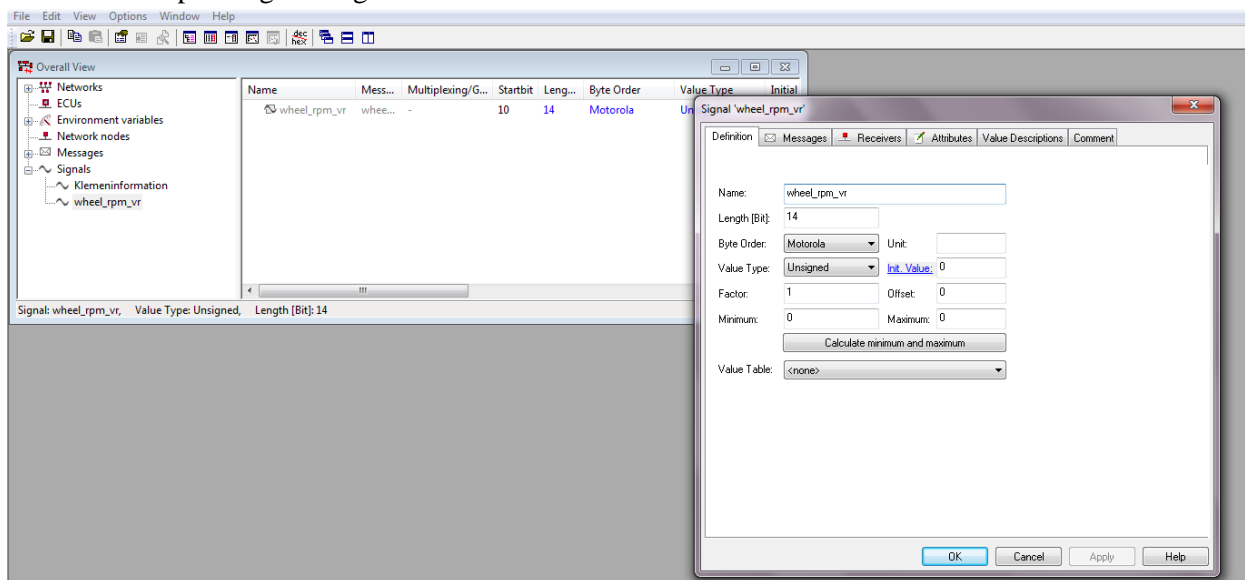 File Edit View Options Window Help
dec
hex
Overall View
Networks
ECUs
Environment variables
Network nodes
Messages
Signals
Klemeninformation
wheel_rpm_vr
Name Mess... Multiplexing/G... Startbit Leng... Byte Order Value Type Initial
wheel_rpm_vr whee... - 10 14 Motorola Un
Signal: wheel_rpm_vr, Value Type: Unsigned, Length [Bit]: 14
Signal 'wheel_rpm_vr'
Definition Messages Receivers Attributes Value Descriptions Comment
Name: wheel_rpm_vr
Length [Bit]: 14
Byte Order: Motorola Unit:
Value Type: Unsigned Init. Value: 0
Factor: 1 Offset: 0
Minimum: 0 Maximum: 0
Calculate minimum and maximum
Value Table: <none>
OK Cancel Apply Help